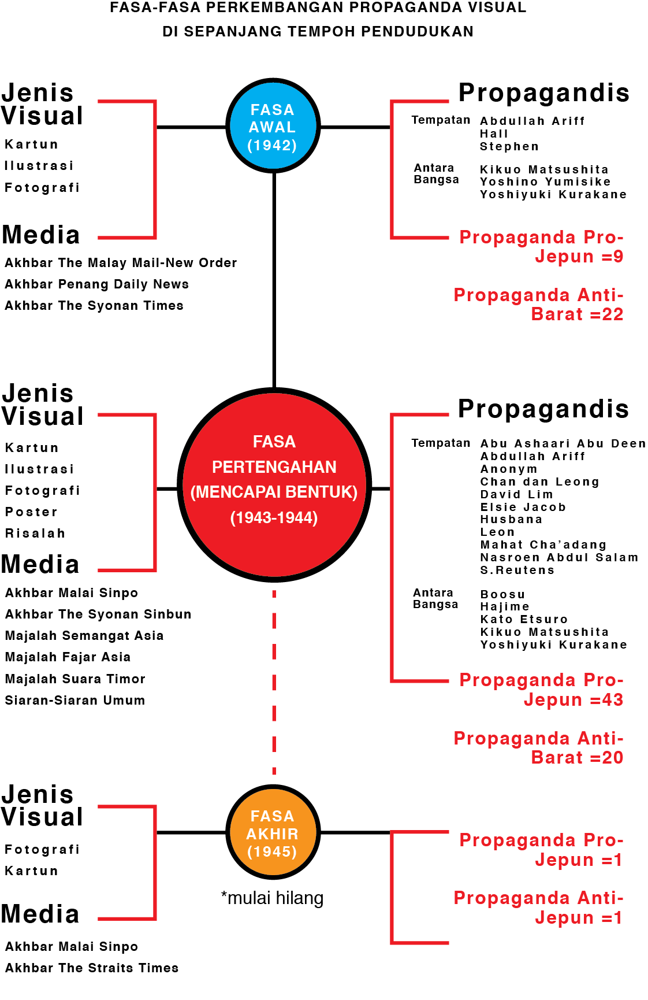 FASA-FASA PERKEMBANGAN PROPAGANDA VISUAL
DI SEPANJANG TEMPOH PENDUDUKAN
Jenis
Visual
Kartun
Ilustrasi
Fotografi
Media
Akhbar The Malay Mail-New Order
Akhbar Penang Daily News
Akhbar The Syonan Times
FASA
AWAL
(1942)
Propagandis
Tempatan
Abdullah Ariff
Hall
Stephen
Antara
Bangsa
Kikuo Matsushita
Yoshino Yumisike
Yoshiyuki Kurakane
Propaganda Pro-
Jepun =9
Propaganda Anti-
Barat =22
Jenis
Visual
Kartun
Ilustrasi
Fotografi
Poster
Risalah
Media
Akhbar Malai Sinpo
Akhbar The Syonan Sinbun
Majalah Semangat Asia
Majalah Fajar Asia
Majalah Suara Timor
Siaran-Siaran Umum
FASA
PERTENGAHAN
(MENCAPAI BENTUK)
(1943-1944)
Propagandis
Tempatan
Abu Ashaari Abu Deen
Abdullah Ariff
Anonym
Chan dan Leong
David Lim
Elsie Jacob
Husbana
Leon
Mahat Cha’adang
Nasroen Abdul Salam
S.Reutens
Antara
Bangsa
Boosu
Hajime
Kato Etsuro
Kikuo Matsushita
Yoshiyuki Kurakane
Propaganda Pro-
Jepun =43
Propaganda Anti-
Barat =20
Jenis
Visual
Fotografi
Kartun
Media
Akhbar Malai Sinpo
Akhbar The Straits Times
FASA
AKHIR
(1945)
*mulai hilang
Propaganda Pro-
Jepun =1
Propaganda Anti-
Jepun =1